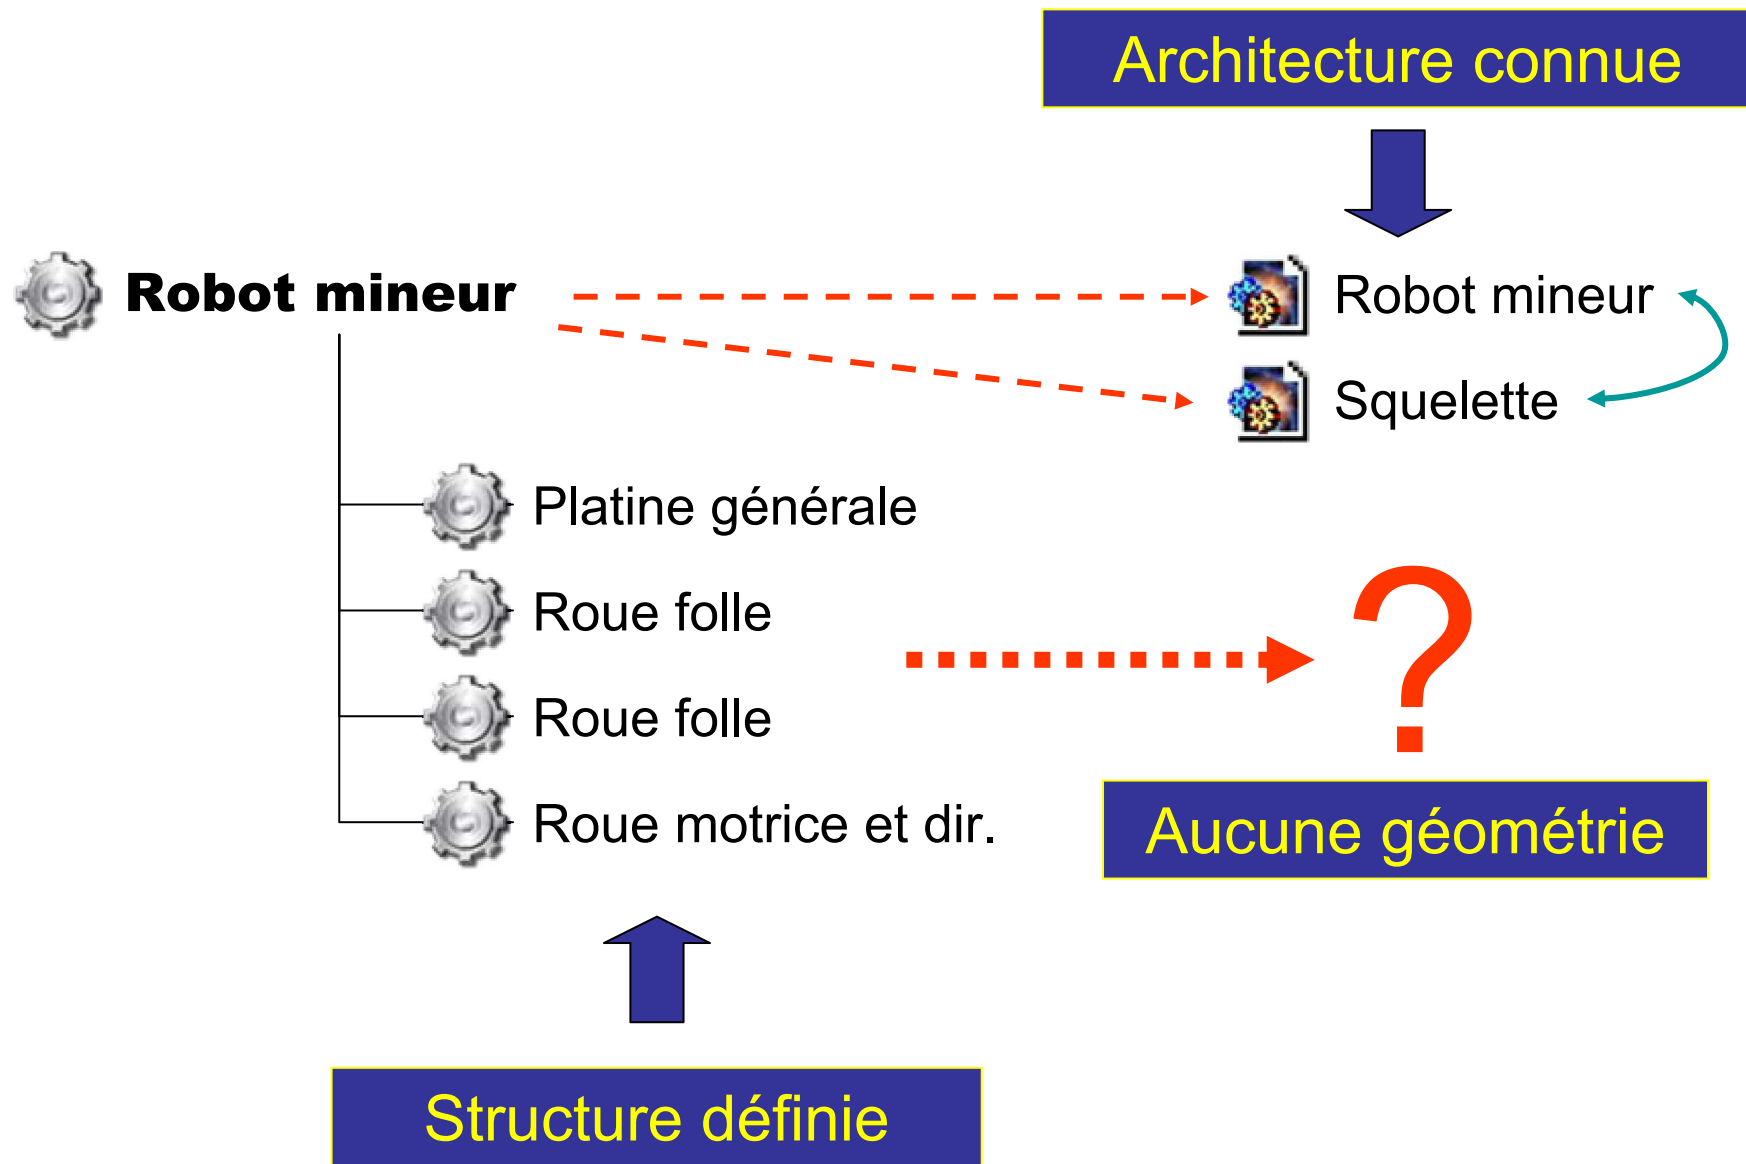 Architecture connue
Robot mineur
Robot mineur
Squelette
Platine générale
Roue folle
Roue folle
Roue motrice et dir.
?
Aucune géométrie
Structure définie